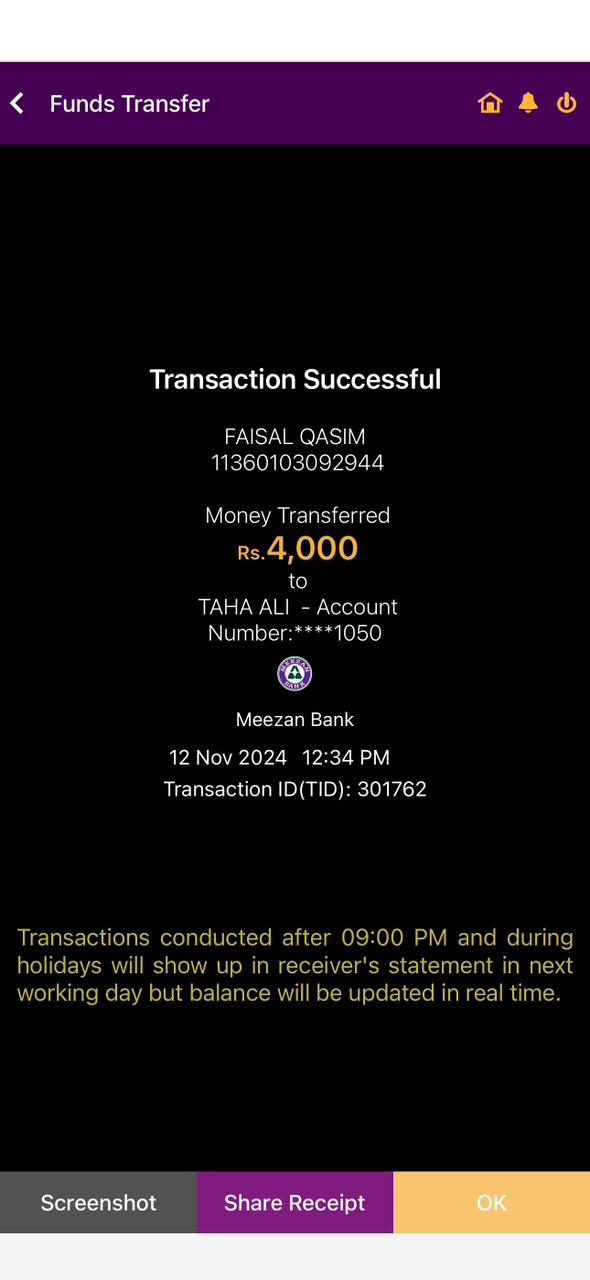 Funds Transfer
Transaction Successful
FAISAL QASIM
11360103092944
Money Transferred
Rs.4,000
to
TAHA ALI - Account
Number:****1050
MEEZAN
BANK
Meezan Bank
12 Nov 2024 12:34 PM
Transaction ID(TID): 301762
Transactions conducted after 09:00 PM and during
holidays will show up in receiver's statement in next
working day but balance will be updated in real time.
Screenshot
Share Receipt
OK